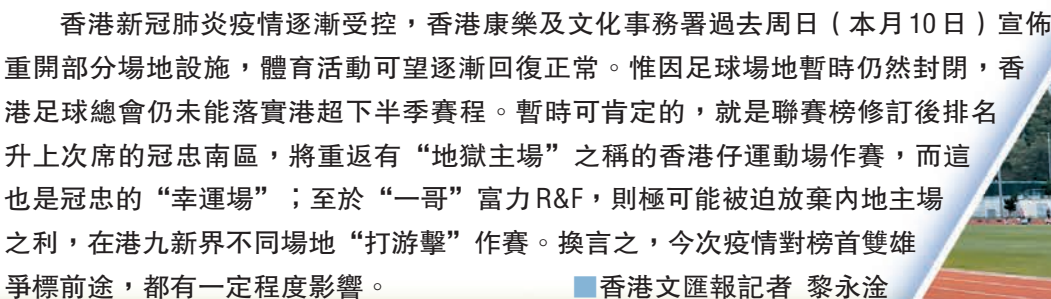 香港新冠肺炎疫情逐漸受控，香港康樂及文化事務署過去周日（本月10日）宣佈
重開部分場地設施，體育活動可望逐漸回復正常。惟因足球場地暫時仍然封閉，香
港足球總會仍未能落實港超下半季賽程。暫時可肯定的，就是聯賽榜修訂後排名
升上次席的冠忠南區，將重返有“地獄主場”之稱的香港仔運動場作賽，而這
也是冠忠的“幸運場”；至於“一哥”富力R&F，則極可能被迫放棄內地主場
之利，在港九新界不同場地“打游擊”作賽。換言之，今次疫情對榜首雙雄
爭標前途，都有一定程度影響。 ■香港文匯報記者 黎永淦